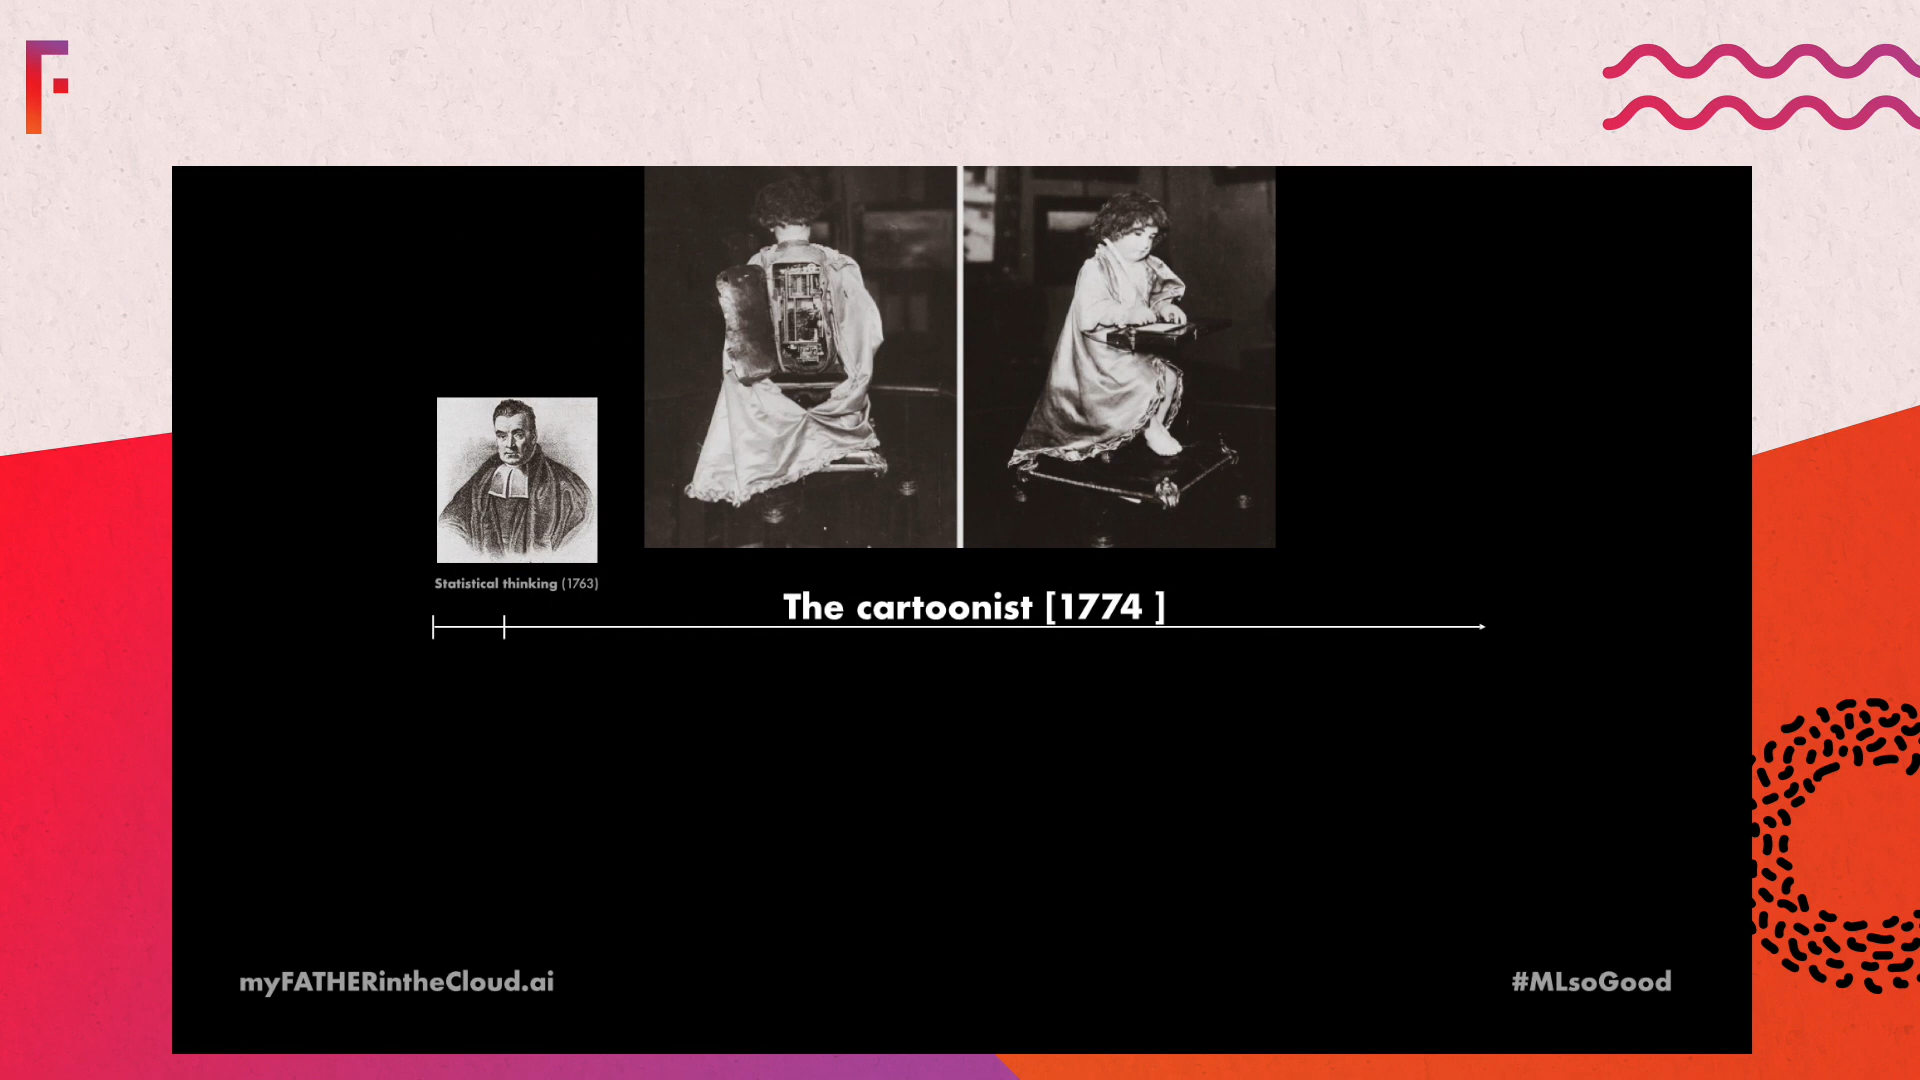 Statistical thinking (1763)
The cartoonist [1774 ]
myFATHERintheCloud.ai
#MLsoGood